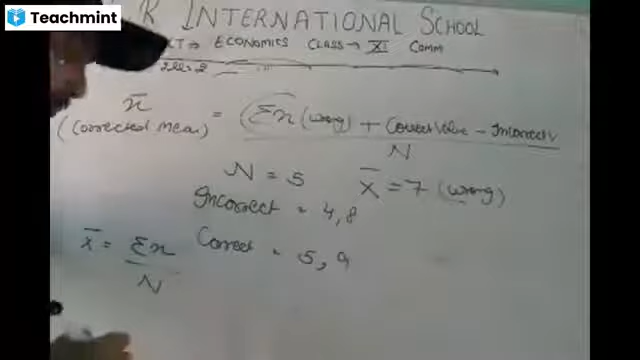 Teachmint
R INTERNATIONAL SCHOOL
CT → ECONOMICS CLASS → XI Comm
x̄ (Corrected Mean) = (Σx (wrong) + Correct Value - Incorrect V
N
N = 5 X̄ = 7 (wrong)
Incorrect = 4, 8
Correct = 5, 9
x̄ = Σx
N